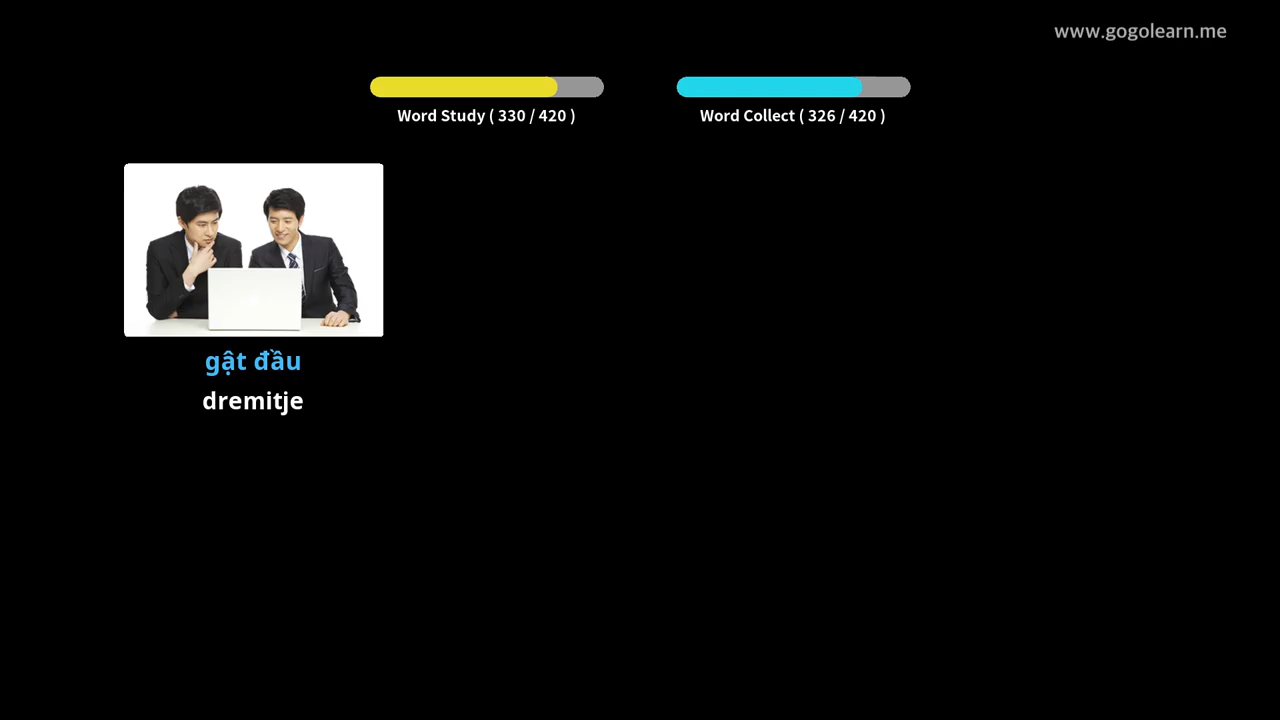 www.gogolearn.me
Word Study ( 330 / 420 )
Word Collect ( 326 / 420 )
gật đầu
dremitje